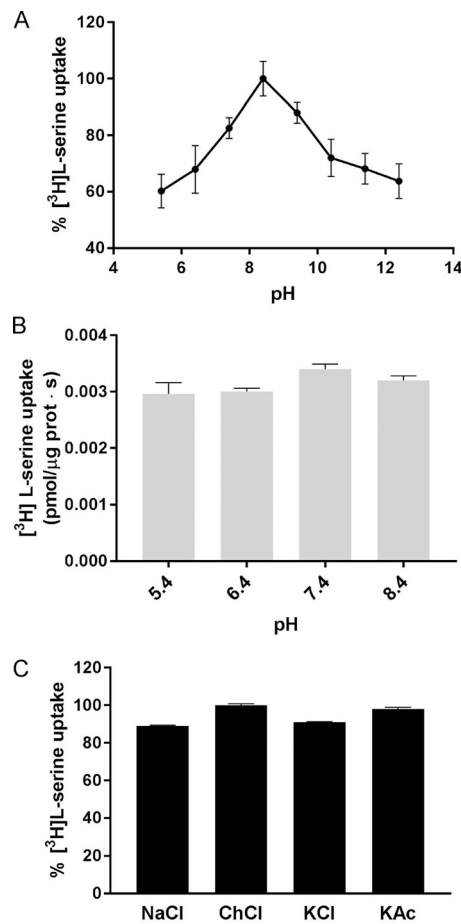 A
% [³H]L-serine uptake
120
100
80
60
40
4 6 8 10 12 14
pH
B
[³H] L-serine uptake
(pmol/µg prot · s)
0.004
0.003
0.002
0.001
0.000
5.4 6.4 7.4 8.4
pH
C
% [³H]L-serine uptake
120
100
80
60
40
20
0
NaCl ChCl KCl KAc